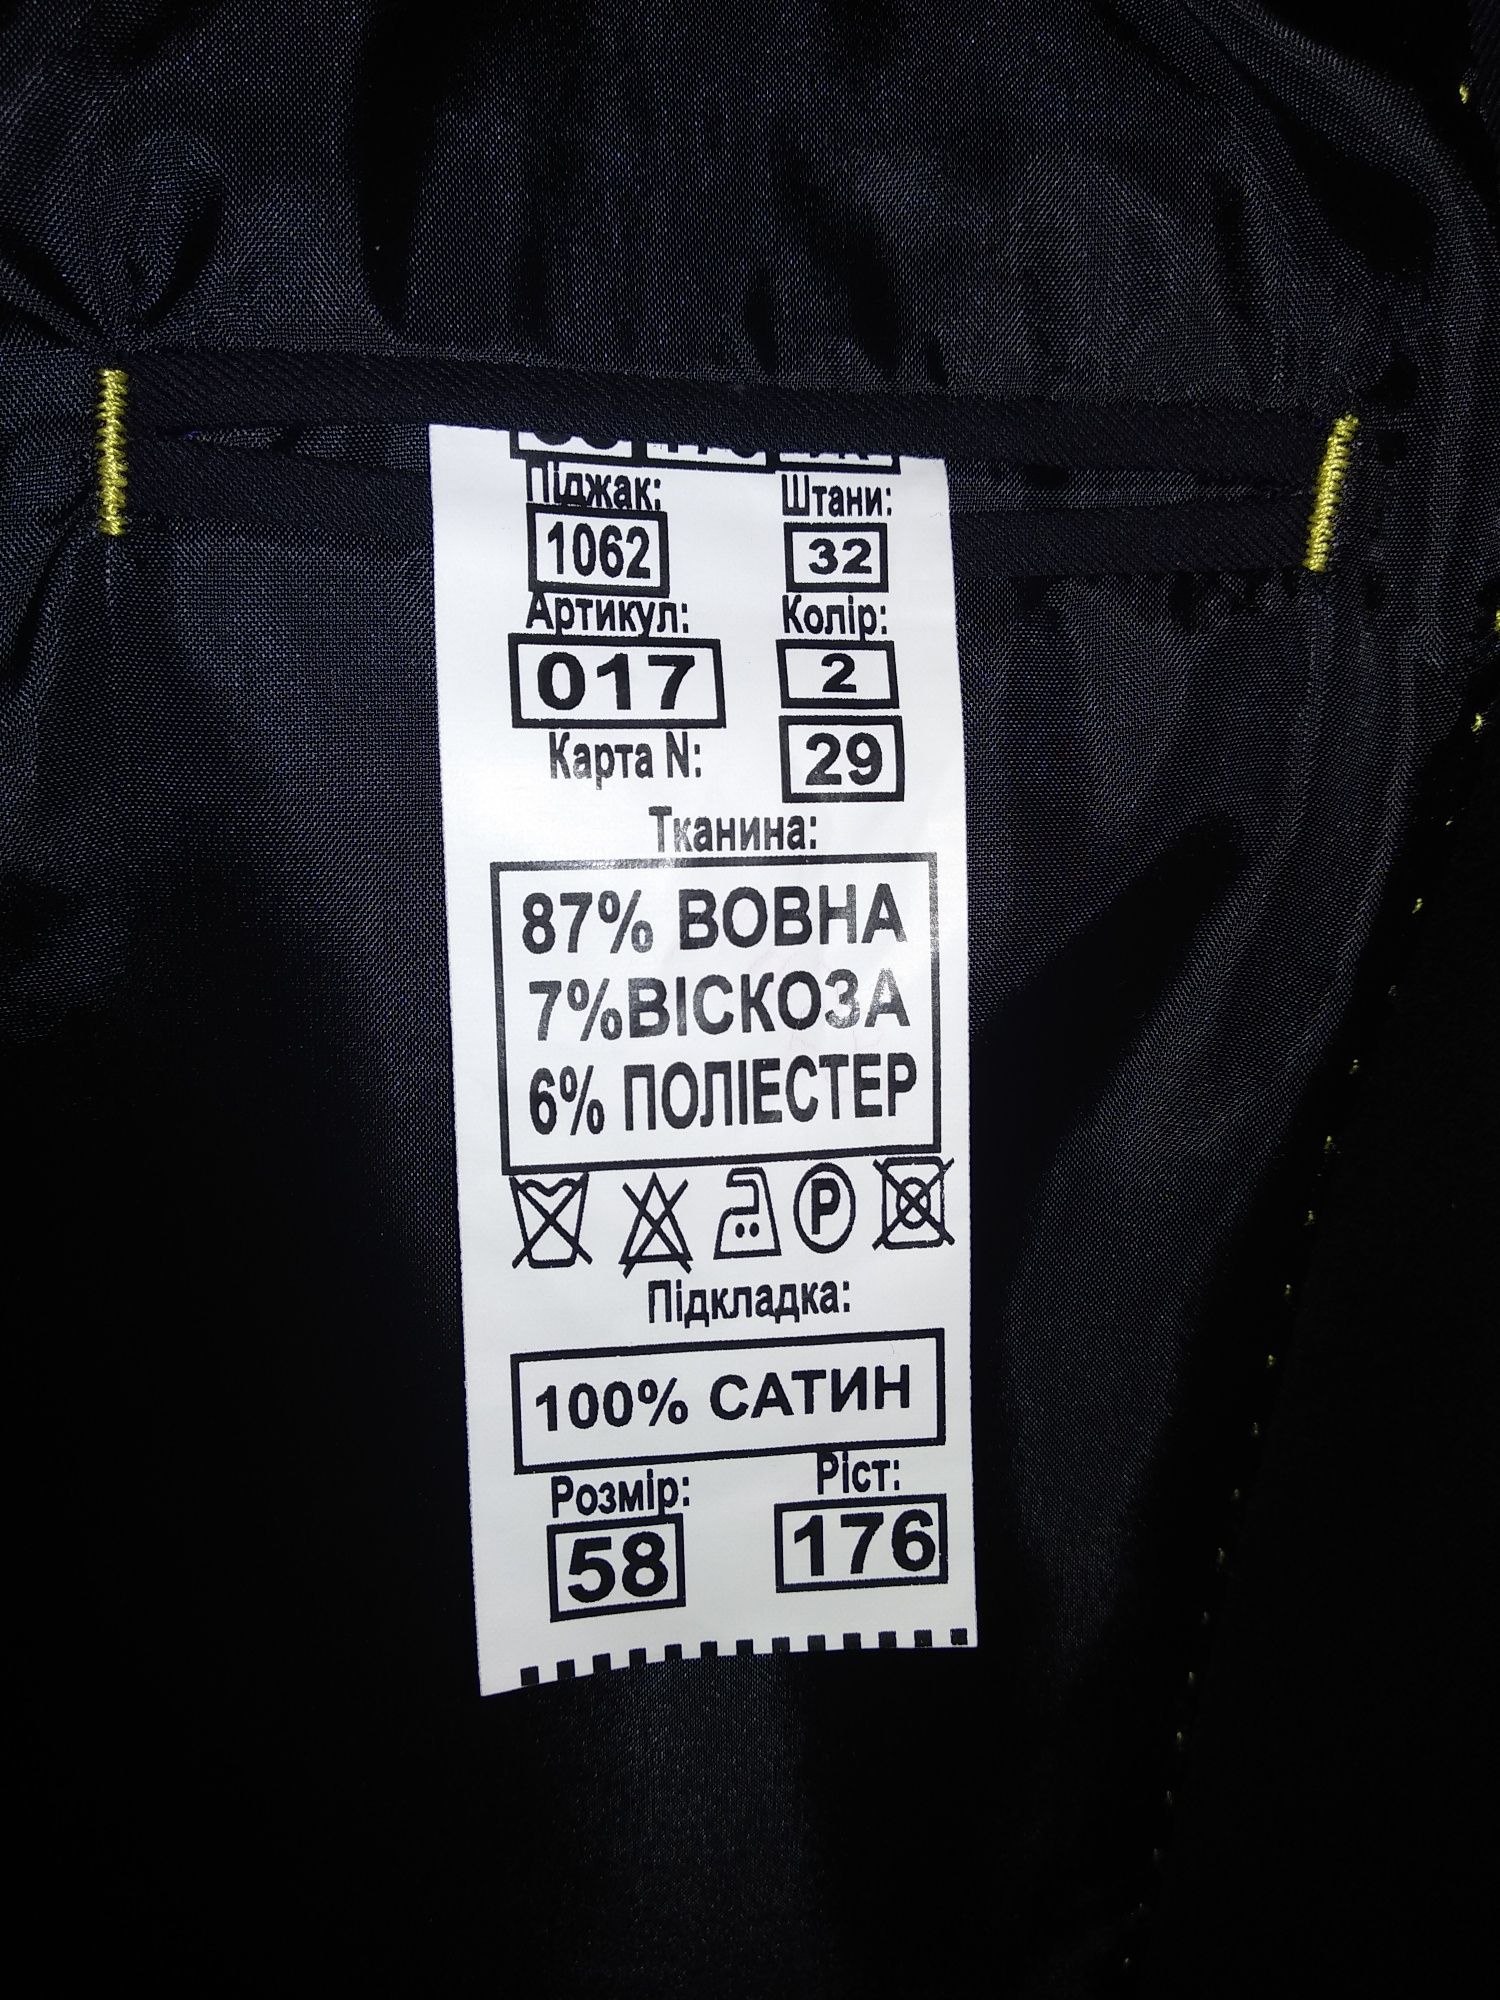 Піджак: Штани:
1062 32
Артикул: Колір:
017 2
Карта N: 29
Тканина:
87% ВОВНА
7%ВІСКОЗА
6% ПОЛІЕСТЕР
P
Підкладка:
100% САТИН
Розмір: Ріст:
58 176